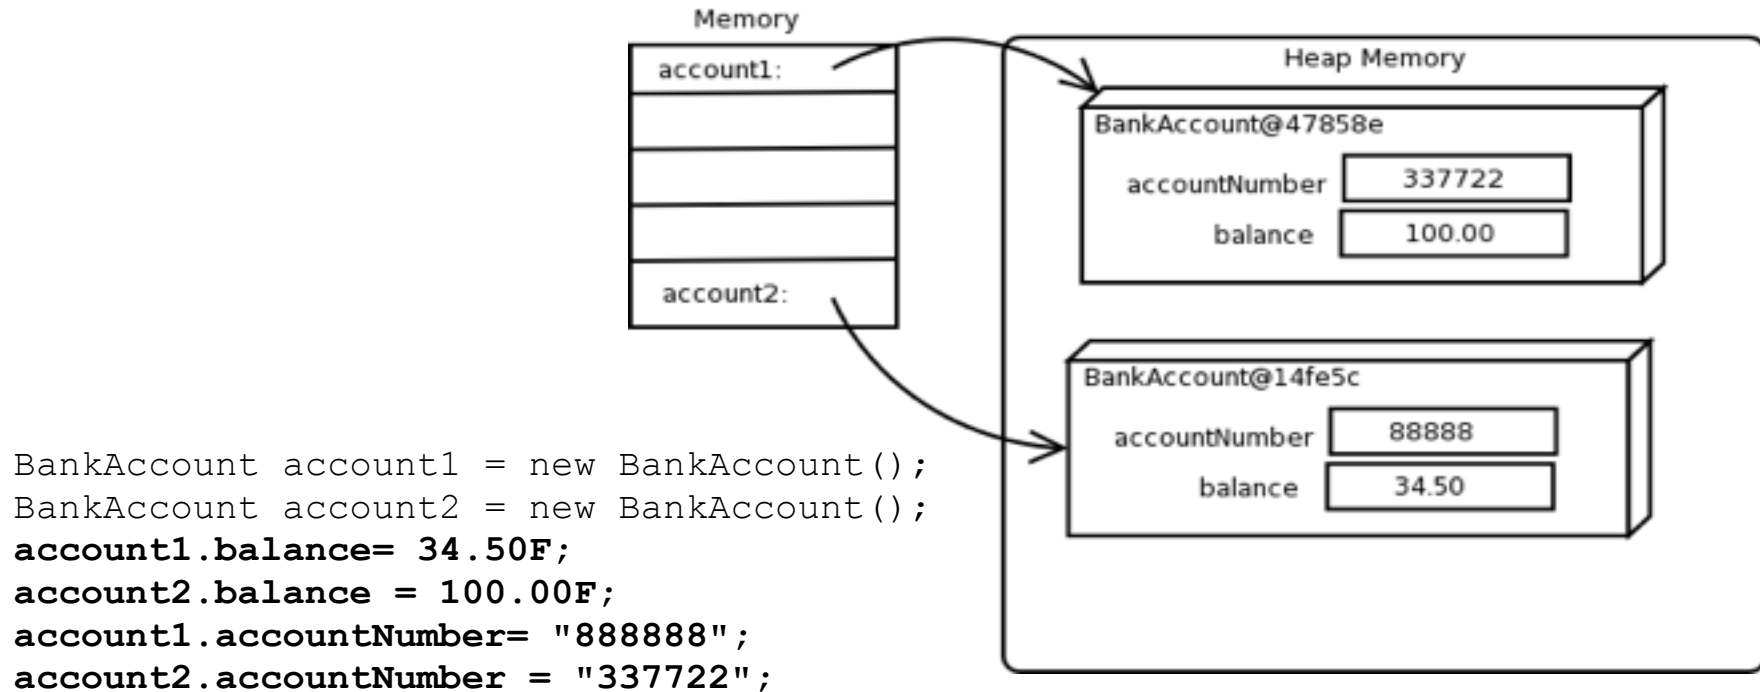 Memory
account1:
account2:
Heap Memory
BankAccount@47858e
accountNumber 337722
balance 100.00
BankAccount@14fe5c
accountNumber 88888
balance 34.50
BankAccount account1 = new BankAccount();
BankAccount account2 = new BankAccount();
account1.balance= 34.50F;
account2.balance = 100.00F;
account1.accountNumber= "888888";
account2.accountNumber = "337722";